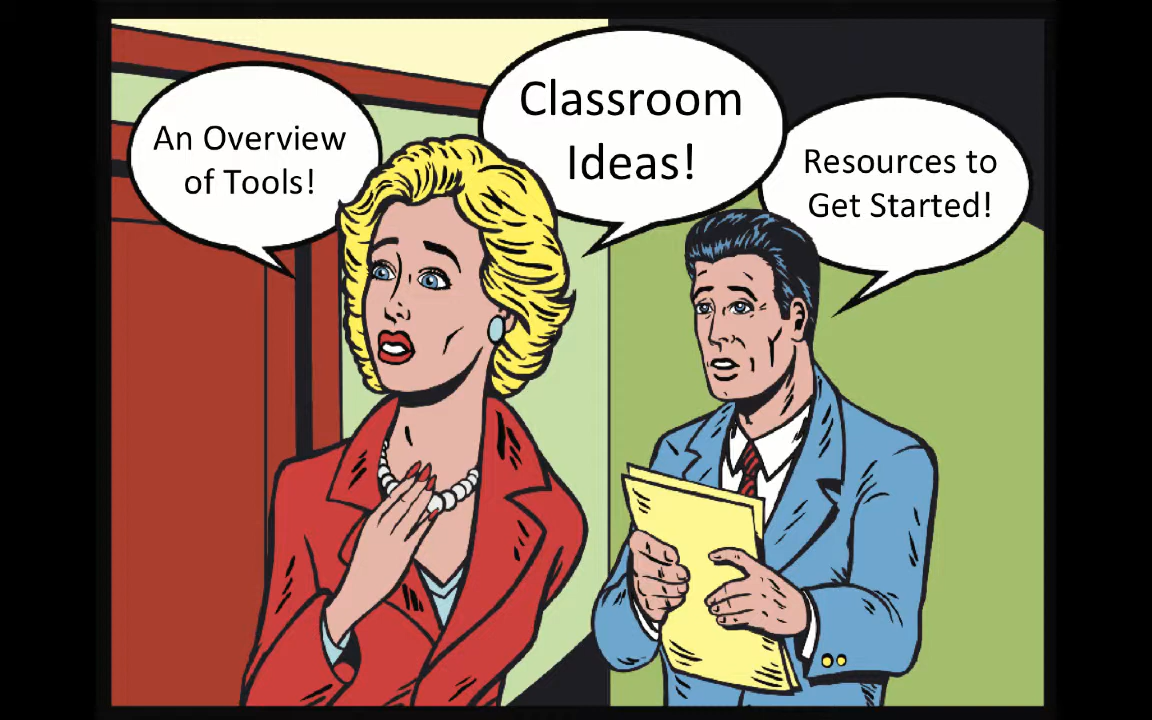 An Overview
of Tools!
Classroom
Ideas!
Resources to
Get Started!